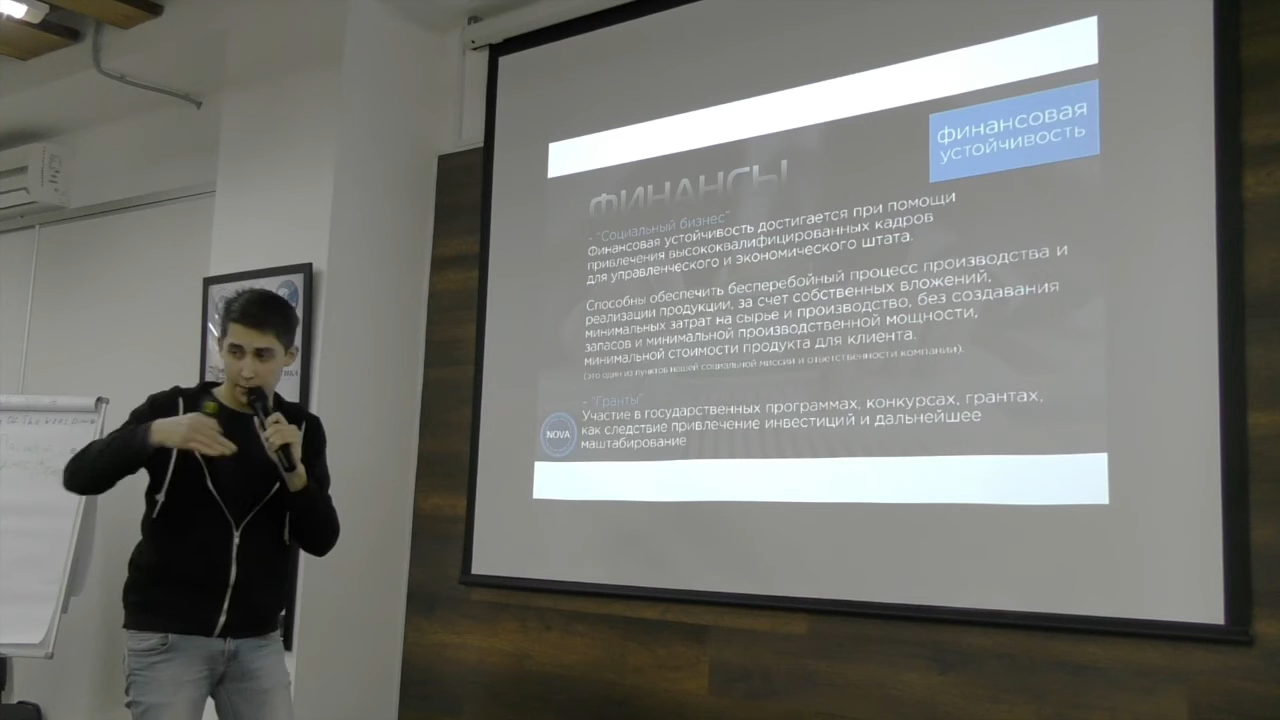 финансовая
устойчивость
ФИНАНСЫ
- "Социальный бизнес"
Финансовая устойчивость достигается при помощи
привлечения высококвалифицированных кадров
для управленческого и экономического штата.
Способны обеспечить бесперебойный процесс производства и
реализации продукции, за счет собственных вложений,
минимальных затрат на сырье и производство, без создавания
запасов и минимальной производственной мощности,
минимальной стоимости продукта для клиента.
(это один из пунктов нашей социальной миссии и ответственности компании).
- "Гранты"
Участие в государственных программах, конкурсах, грантах,
как следствие привлечение инвестиций и дальнейшее
маштабирование
NOVA